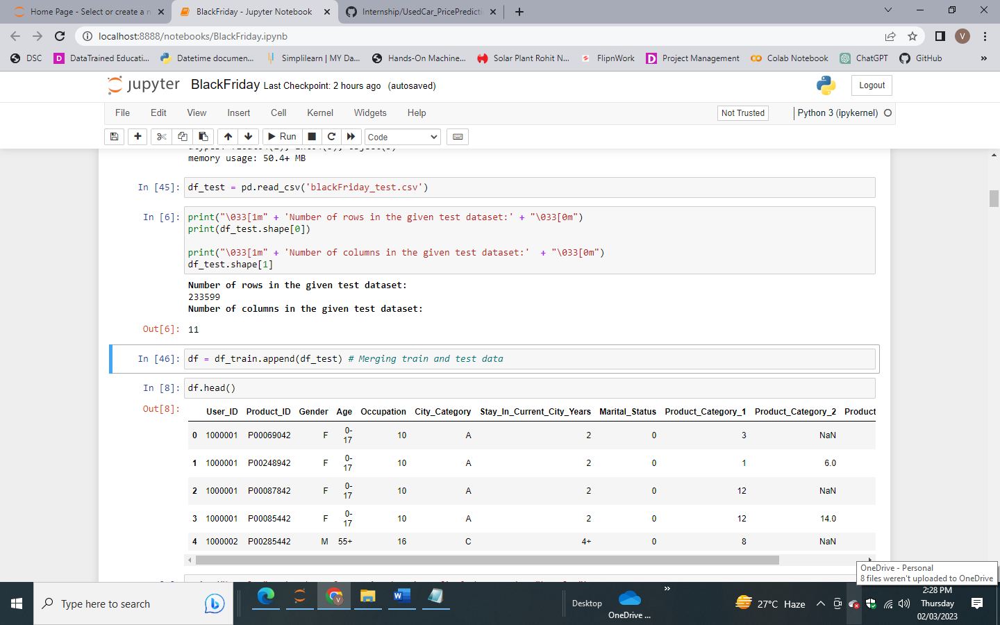 Home Page - Select or create a n
BlackFriday - Jupyter Notebook
Internship/UsedCar_PricePredicti
localhost:8888/notebooks/BlackFriday.ipynb
V
DSC
DataTrained Educati...
Datetime documen...
Simplilearn | MY Da...
Hands-On Machine...
Solar Plant Rohit N...
FlipnWork
Project Management
Colab Notebook
ChatGPT
GitHub
»
jupyter BlackFriday Last Checkpoint: 2 hours ago (autosaved)
Logout
File Edit View Insert Cell Kernel Widgets Help
Not Trusted
Python 3 (ipykernel)
Run
Code
memory usage: 50.4+ MB
In [45]: df_test = pd.read_csv('blackFriday_test.csv')
In [6]: print("\033[1m" + 'Number of rows in the given test dataset:' + "\033[0m")
print(df_test.shape[0])
print("\033[1m" + 'Number of columns in the given test dataset:'  + "\033[0m")
df_test.shape[1]
Number of rows in the given test dataset:
233599
Number of columns in the given test dataset:
Out[6]: 11
In [46]: df = df_train.append(df_test) # Merging train and test data
In [8]: df.head()
Out[8]:
User_ID Product_ID Gender Age Occupation City_Category Stay_In_Current_City_Years Marital_Status Product_Category_1 Product_Category_2 Product
0 1000001 P00069042 F 0-17 10 A 2 0 3 NaN
1 1000001 P00248942 F 0-17 10 A 2 0 1 6.0
2 1000001 P00087842 F 0-17 10 A 2 0 12 NaN
3 1000001 P00085442 F 0-17 10 A 2 0 12 14.0
4 1000002 P00285442 M 55+ 16 C 4+ 0 8 NaN
OneDrive - Personal
8 files weren't uploaded to OneDrive
Type here to search
Desktop
OneDrive ...
»
27°C Haze
2:28 PM
Thursday
02/03/2023